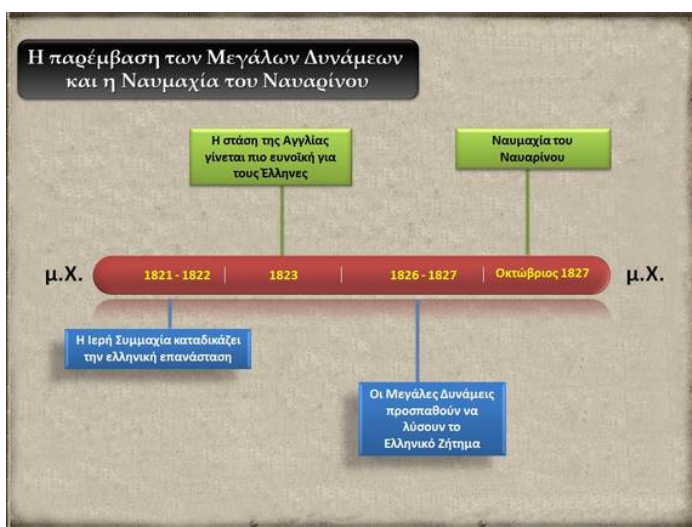 Η παρέμβαση των Μεγάλων Δυνάμεων
και η Ναυμαχία του Ναυαρίνου
Η στάση της Αγγλίας
γίνεται πιο ευνοϊκή για
τους Έλληνες
Ναυμαχία του
Ναυαρίνου
μ.Χ.
1821 - 1822
1823
1826 - 1827
Οκτώβριος 1827
μ.Χ.
Η Ιερή Συμμαχία καταδικάζει
την ελληνική επανάσταση
Οι Μεγάλες Δυνάμεις
προσπαθούν να
λύσουν το
Ελληνικό Ζήτημα